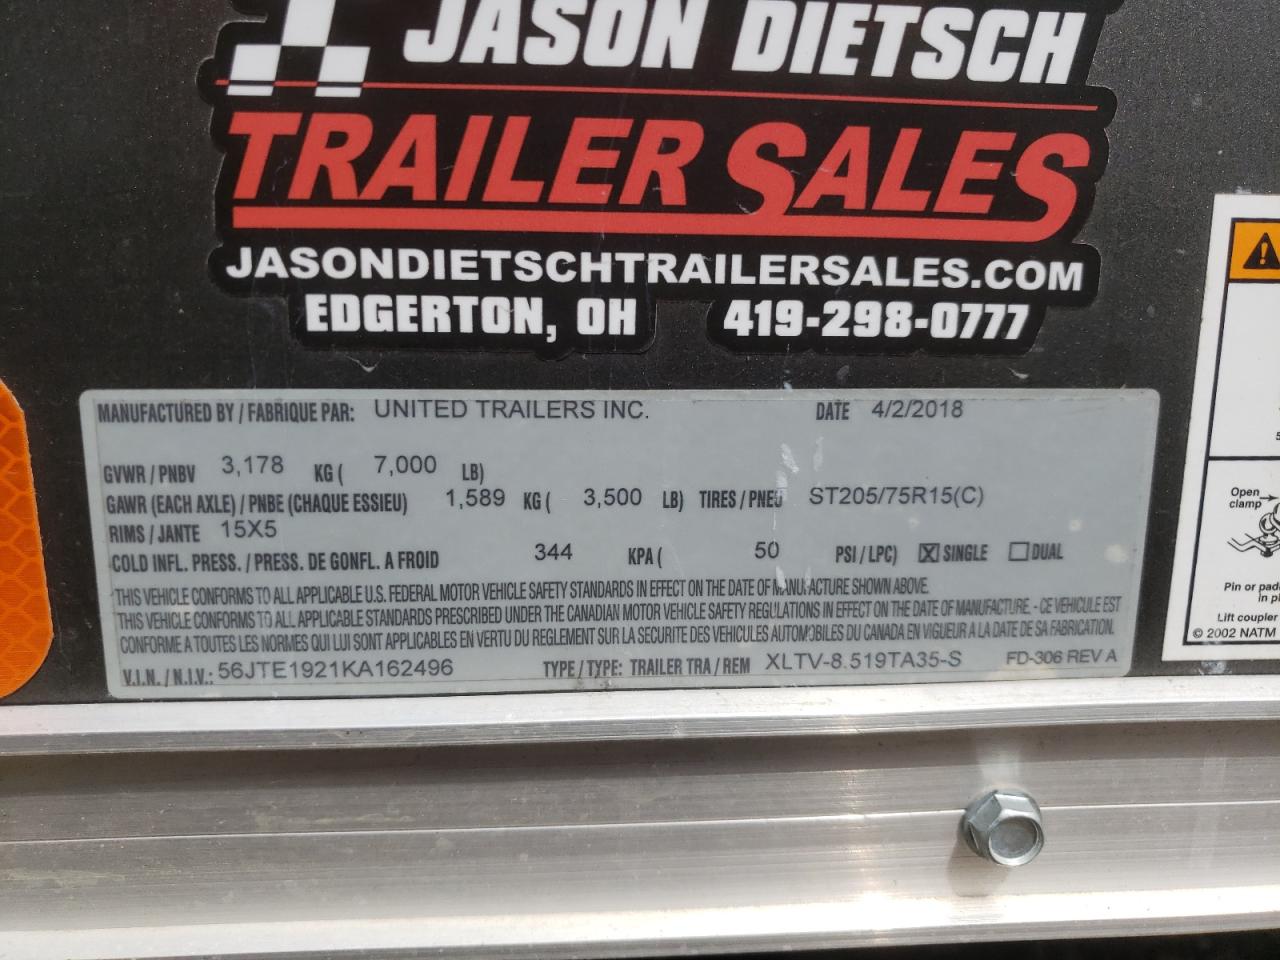 JASON DIETSCH
TRAILER SALES
JASONDIETSCHTRAILERSALES.COM
EDGERTON, OH 419-298-0777
MANUFACTURED BY / FABRIQUE PAR: UNITED TRAILERS INC. DATE 4/2/2018
GVWR / PNBV 3,178 KG ( 7,000 LB)
GAWR (EACH AXLE) / PNBE (CHAQUE ESSIEU) 1,589 KG ( 3,500 LB) TIRES / PNEU ST205/75R15(C)
RIMS / JANTE 15X5
COLD INFL. PRESS. / PRESS. DE GONFL. A FROID 344 KPA ( 50 PSI / LPC) ☒ SINGLE ☐ DUAL
THIS VEHICLE CONFORMS TO ALL APPLICABLE U.S. FEDERAL MOTOR VEHICLE SAFETY STANDARDS IN EFFECT ON THE DATE OF MANUFACTURE SHOWN ABOVE.
THIS VEHICLE CONFORMS TO ALL APPLICABLE STANDARDS PRESCRIBED UNDER THE CANADIAN MOTOR VEHICLE SAFETY REGULATIONS IN EFFECT ON THE DATE OF MANUFACTURE. - CE VEHICULE EST
CONFORME A TOUTES LES NORMES QUI LUI SONT APPLICABLES EN VERTU DU REGLEMENT SUR LA SECURITE DES VEHICULES AUTOMOBILES DU CANADA EN VIGUEUR A LA DATE DE SA FABRICATION.
V.I.N. / N.I.V.: 56JTE1921KA162496 TYPE / TYPE: TRAILER TRA / REM XLTV-8.519TA35-S FD-306 REV A
Open
clamp
Pin or pad
in pl
Lift coupler
© 2002 NATM